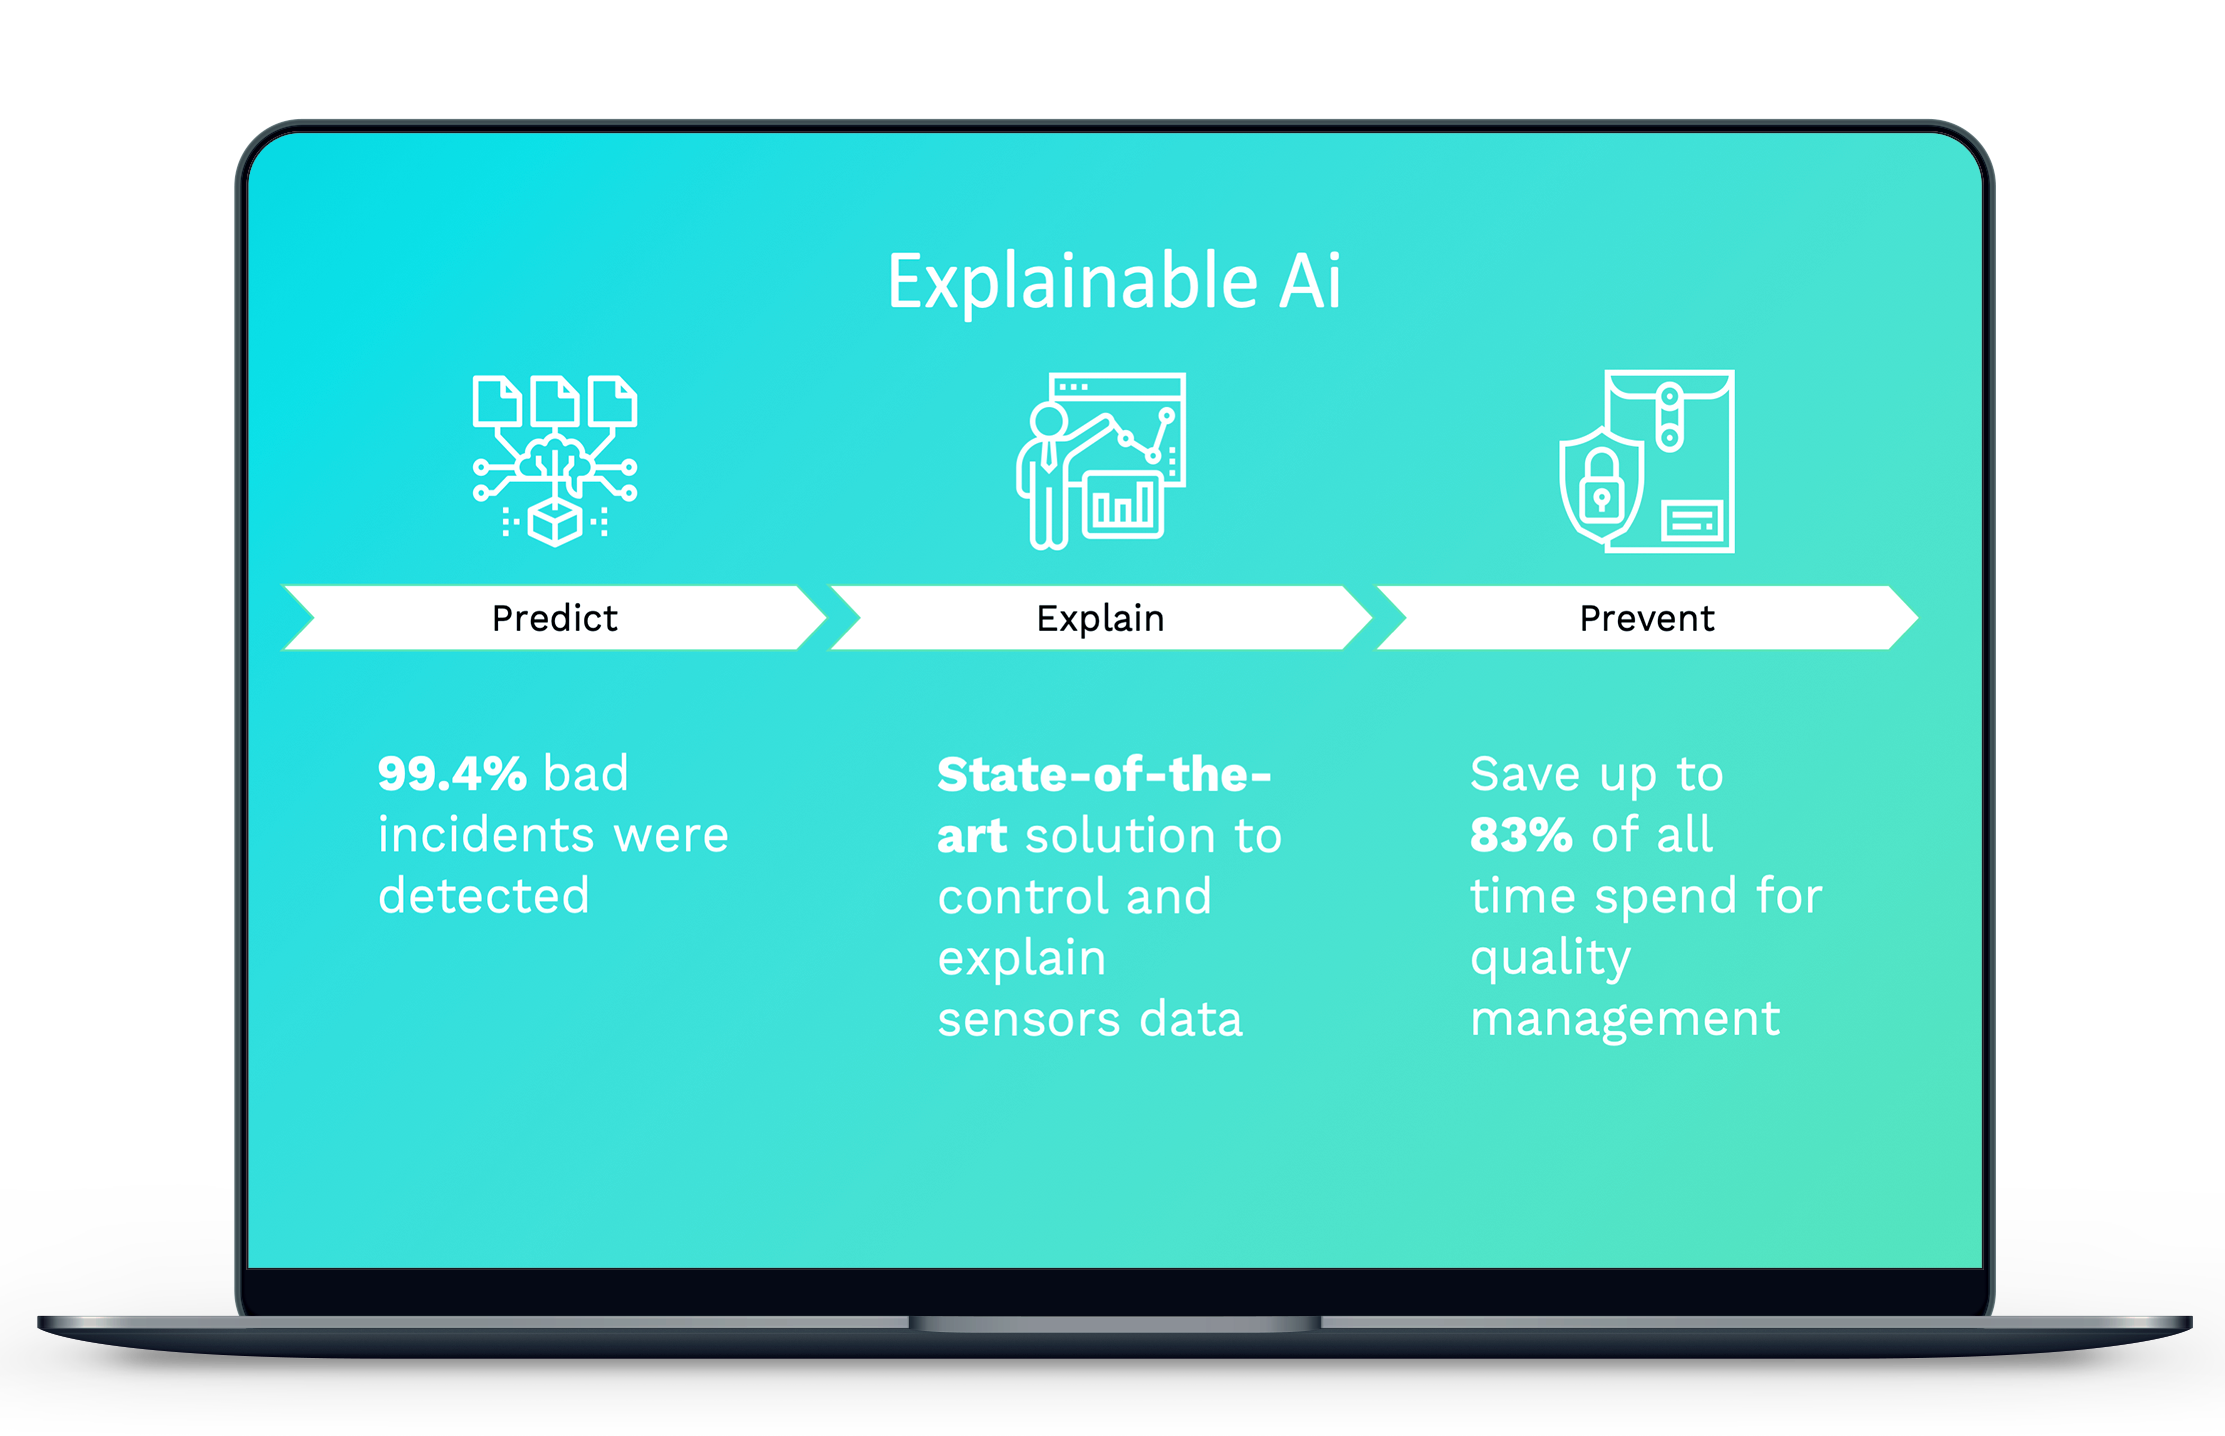 Explainable Ai
Predict
Explain
Prevent
99.4% bad
incidents were
detected
State-of-the-
art solution to
control and
explain
sensors data
Save up to
83% of all
time spend for
quality
management